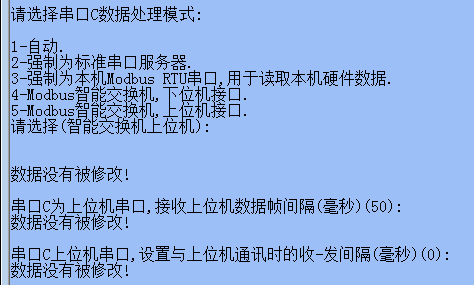 请选择串口C数据处理模式:
1-自动.
2-强制为标准串口服务器.
3-强制为本机Modbus RTU串口,用于读取本机硬件数据.
4-Modbus智能交换机,下位机接口.
5-Modbus智能交换机,上位机接口.
请选择(智能交换机上位机):
数据没有被修改!
串口C为上位机串口,接收上位机数据帧间隔(毫秒)(50):
数据没有被修改!
串口C上位机串口,设置与上位机通讯时的收-发间隔(毫秒)(0):
数据没有被修改!